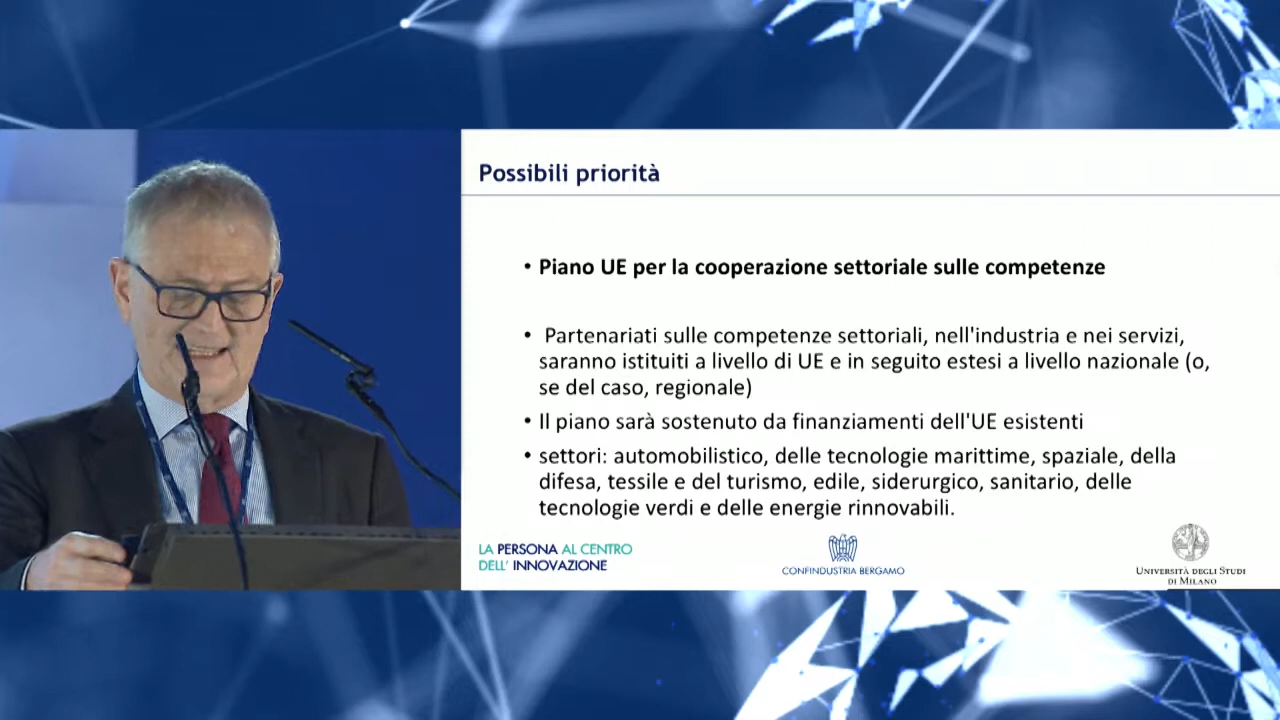 Possibili priorità
• Piano UE per la cooperazione settoriale sulle competenze
• Partenariati sulle competenze settoriali, nell'industria e nei servizi,
saranno istituiti a livello di UE e in seguito estesi a livello nazionale (o,
se del caso, regionale)
• Il piano sarà sostenuto da finanziamenti dell'UE esistenti
• settori: automobilistico, delle tecnologie marittime, spaziale, della
difesa, tessile e del turismo, edile, siderurgico, sanitario, delle
tecnologie verdi e delle energie rinnovabili.
LA PERSONA AL CENTRO
DELL' INNOVAZIONE
CONFINDUSTRIA BERGAMO
UNIVERSITÀ DEGLI STUDI
DI MILANO